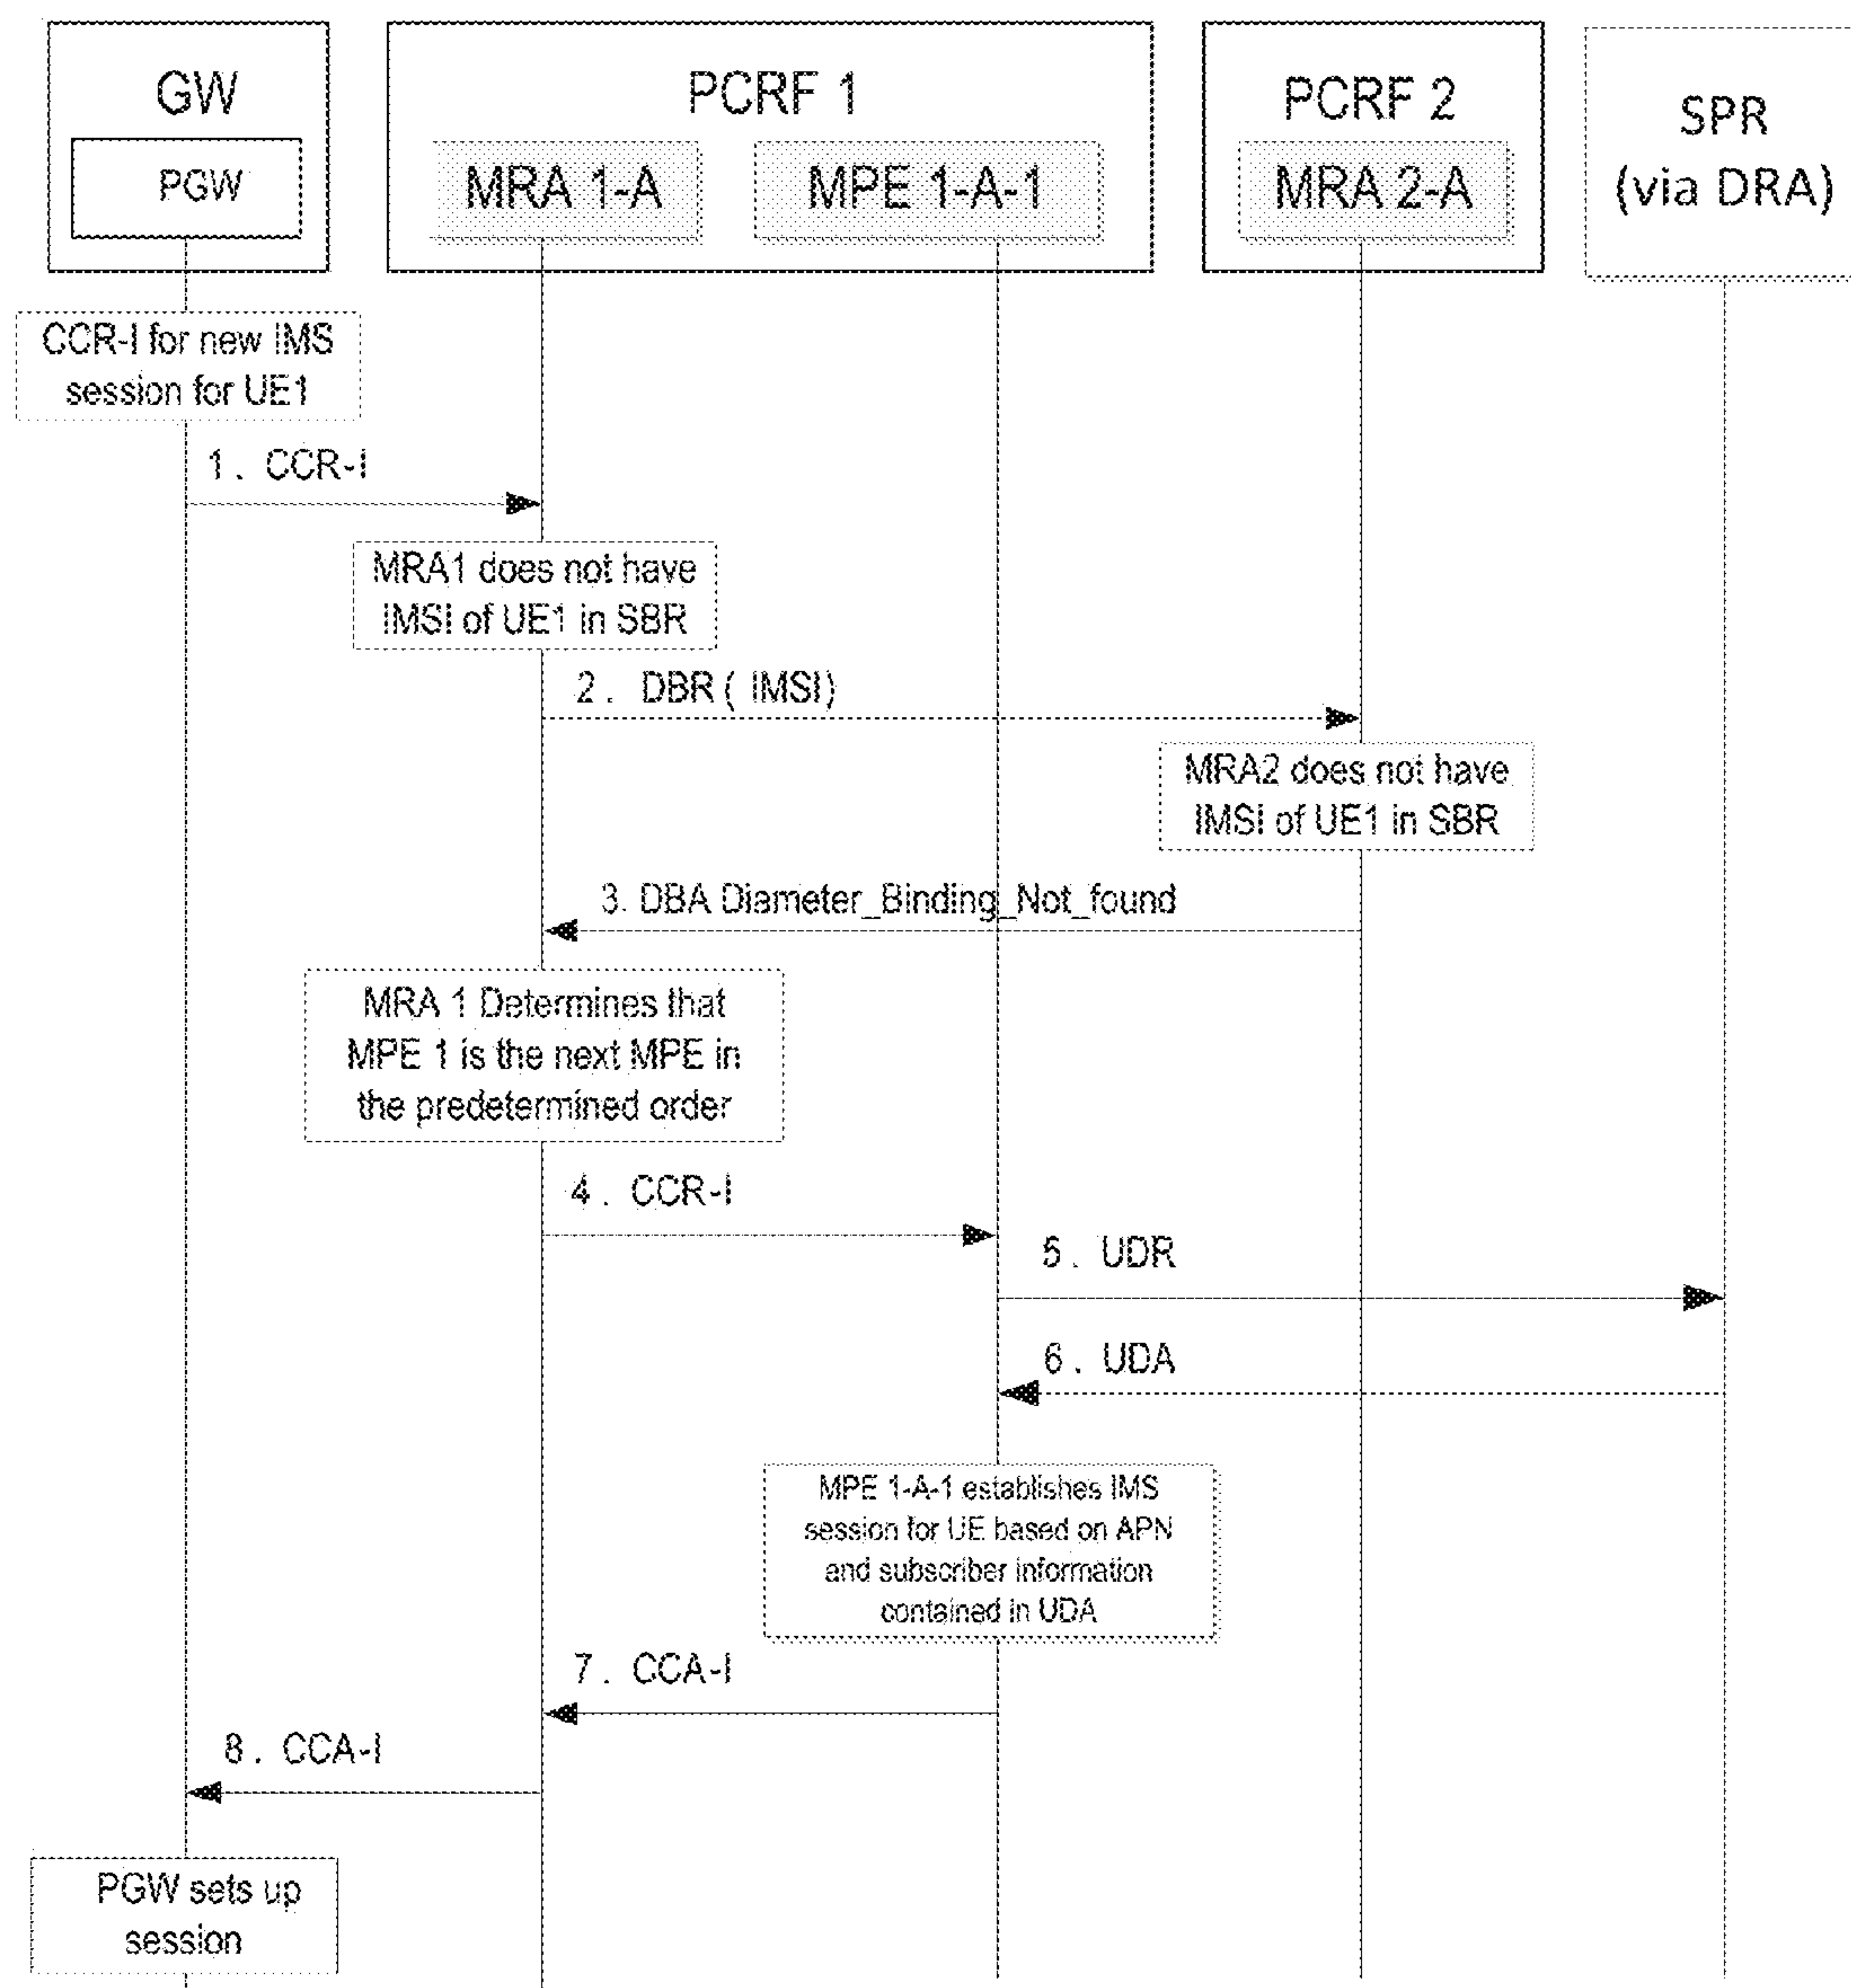 GW
PCRF 1
PCRF 2
SPR
(via DRA)
PGW
MRA 1-A
MPE 1-A-1
MRA 2-A
CCR-I for new IMS
session for UE1
1. CCR-I
MRA1 does not have
IMSI of UE1 in SBR
2. DBR ( IMSI)
MRA2 does not have
IMSI of UE1 in SBR
3. DBA Diameter_Binding_Not_found
MRA 1 Determines that
MPE 1 is the next MPE in
the predetermined order
4. CCR-I
5. UDR
6. UDA
MPE 1-A-1 establishes IMS
session for UE based on APN
and subscriber information
contained in UDA
7. CCA-I
8. CCA-I
PGW sets up
session